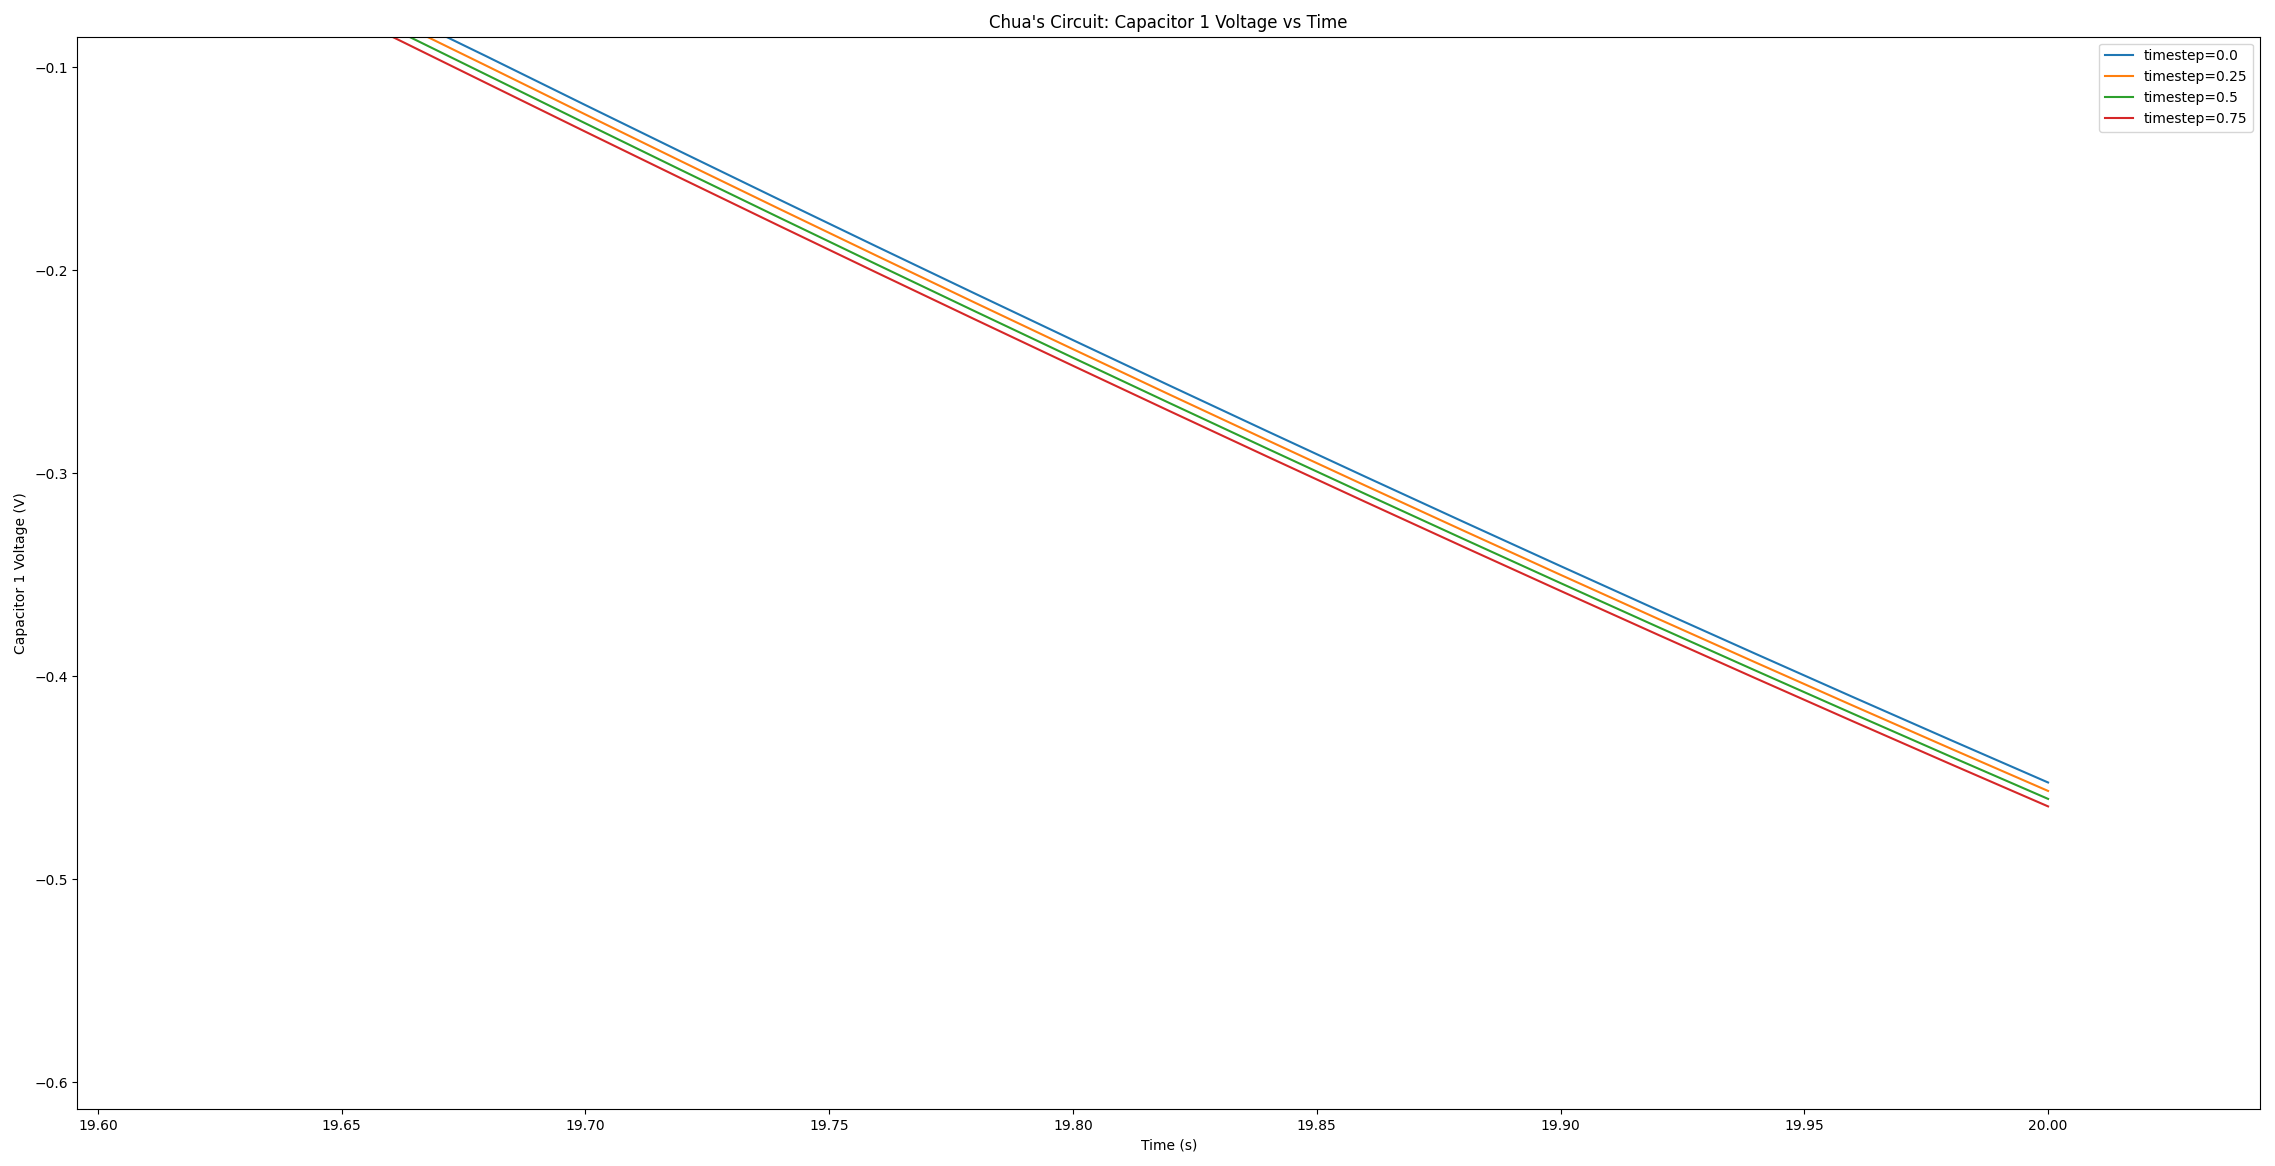 Chua's Circuit: Capacitor 1 Voltage vs Time
timestep=0.0
timestep=0.25
timestep=0.5
timestep=0.75
Capacitor 1 Voltage (V)
−0.1
−0.2
−0.3
−0.4
−0.5
−0.6
19.60 19.65 19.70 19.75 19.80 19.85 19.90 19.95 20.00
Time (s)